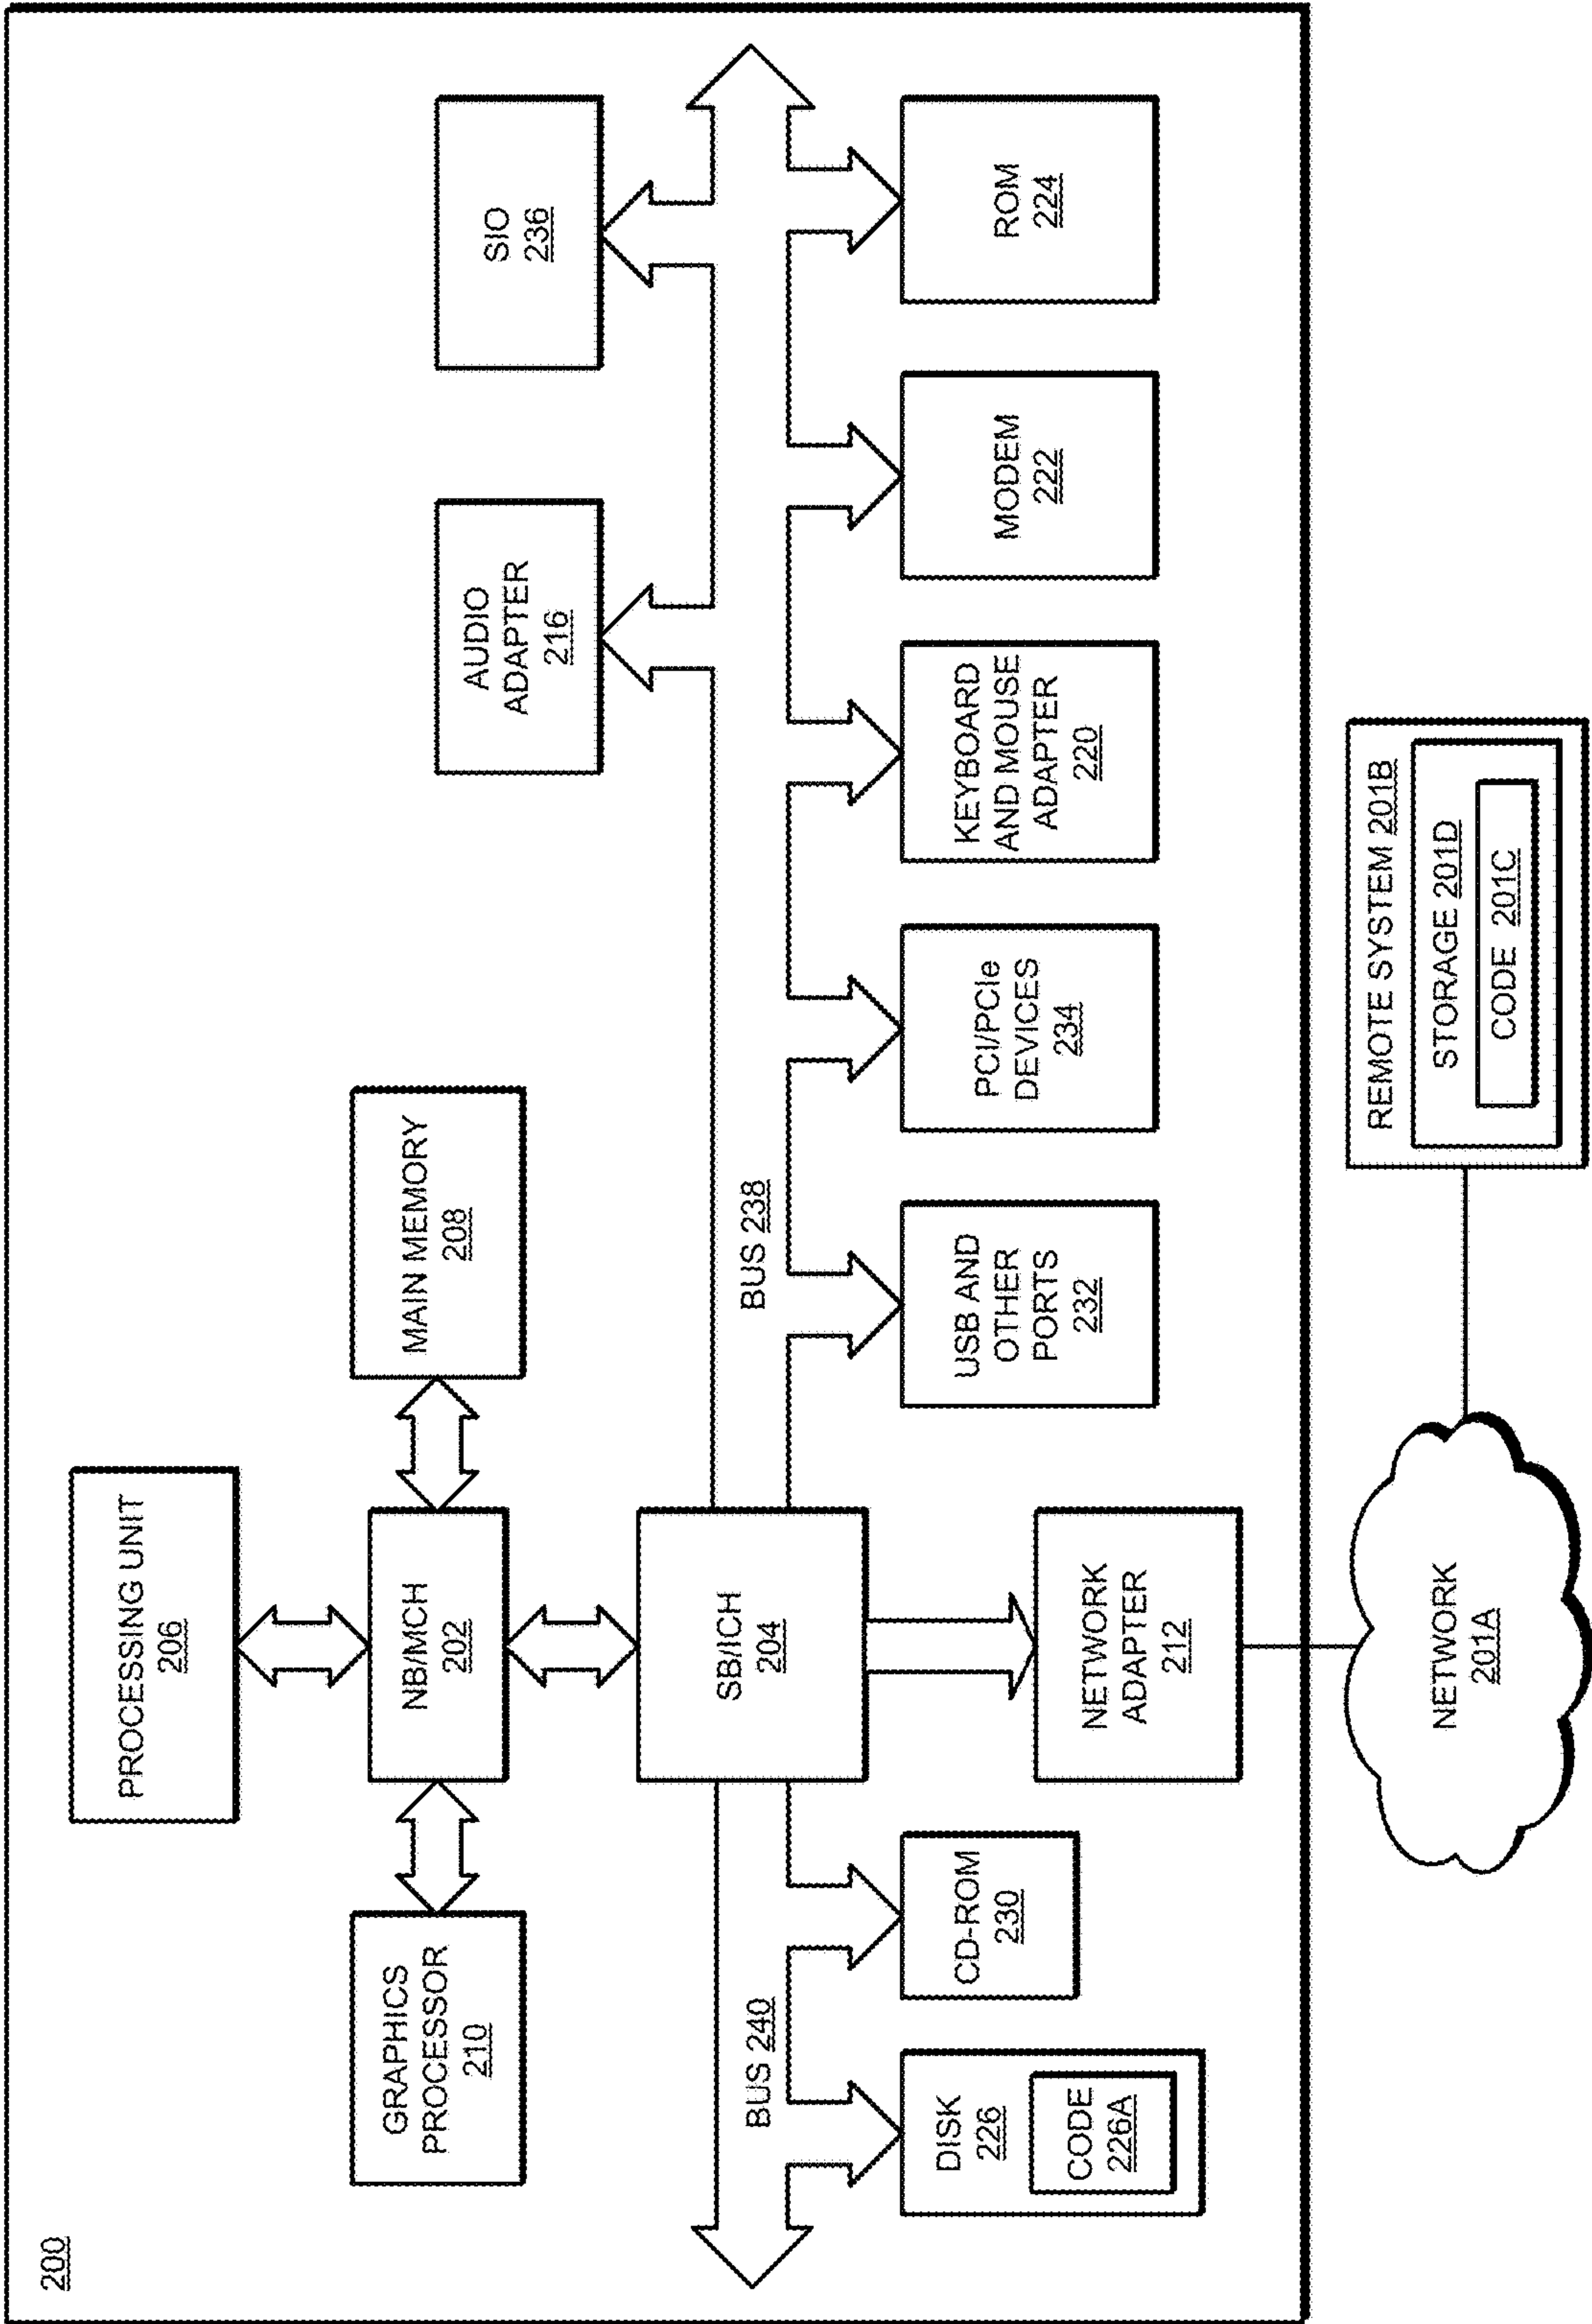 200
PROCESSING UNIT
206
GRAPHICS
PROCESSOR
210
NB/MCH
202
MAIN MEMORY
208
AUDIO
ADAPTER
216
SIO
236
SB/ICH
204
BUS 240
BUS 238
DISK
226
CODE
226A
CD-ROM
230
USB AND
OTHER
PORTS
232
PCI/PCIe
DEVICES
234
KEYBOARD
AND MOUSE
ADAPTER
220
MODEM
222
ROM
224
NETWORK
ADAPTER
212
NETWORK
201A
REMOTE SYSTEM 201B
STORAGE 201D
CODE 201C